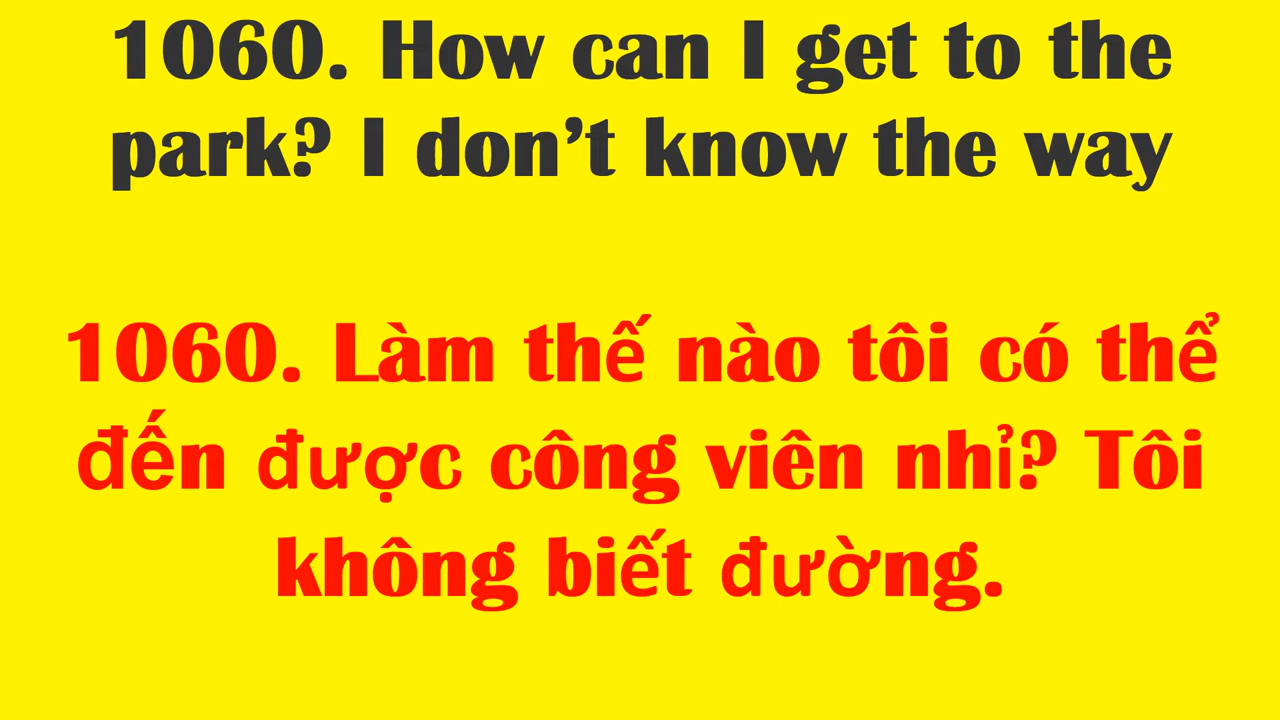 1060. How can I get to the
park? I don’t know the way
1060. Làm thế nào tôi có thể
đến được công viên nhỉ? Tôi
không biết đường.